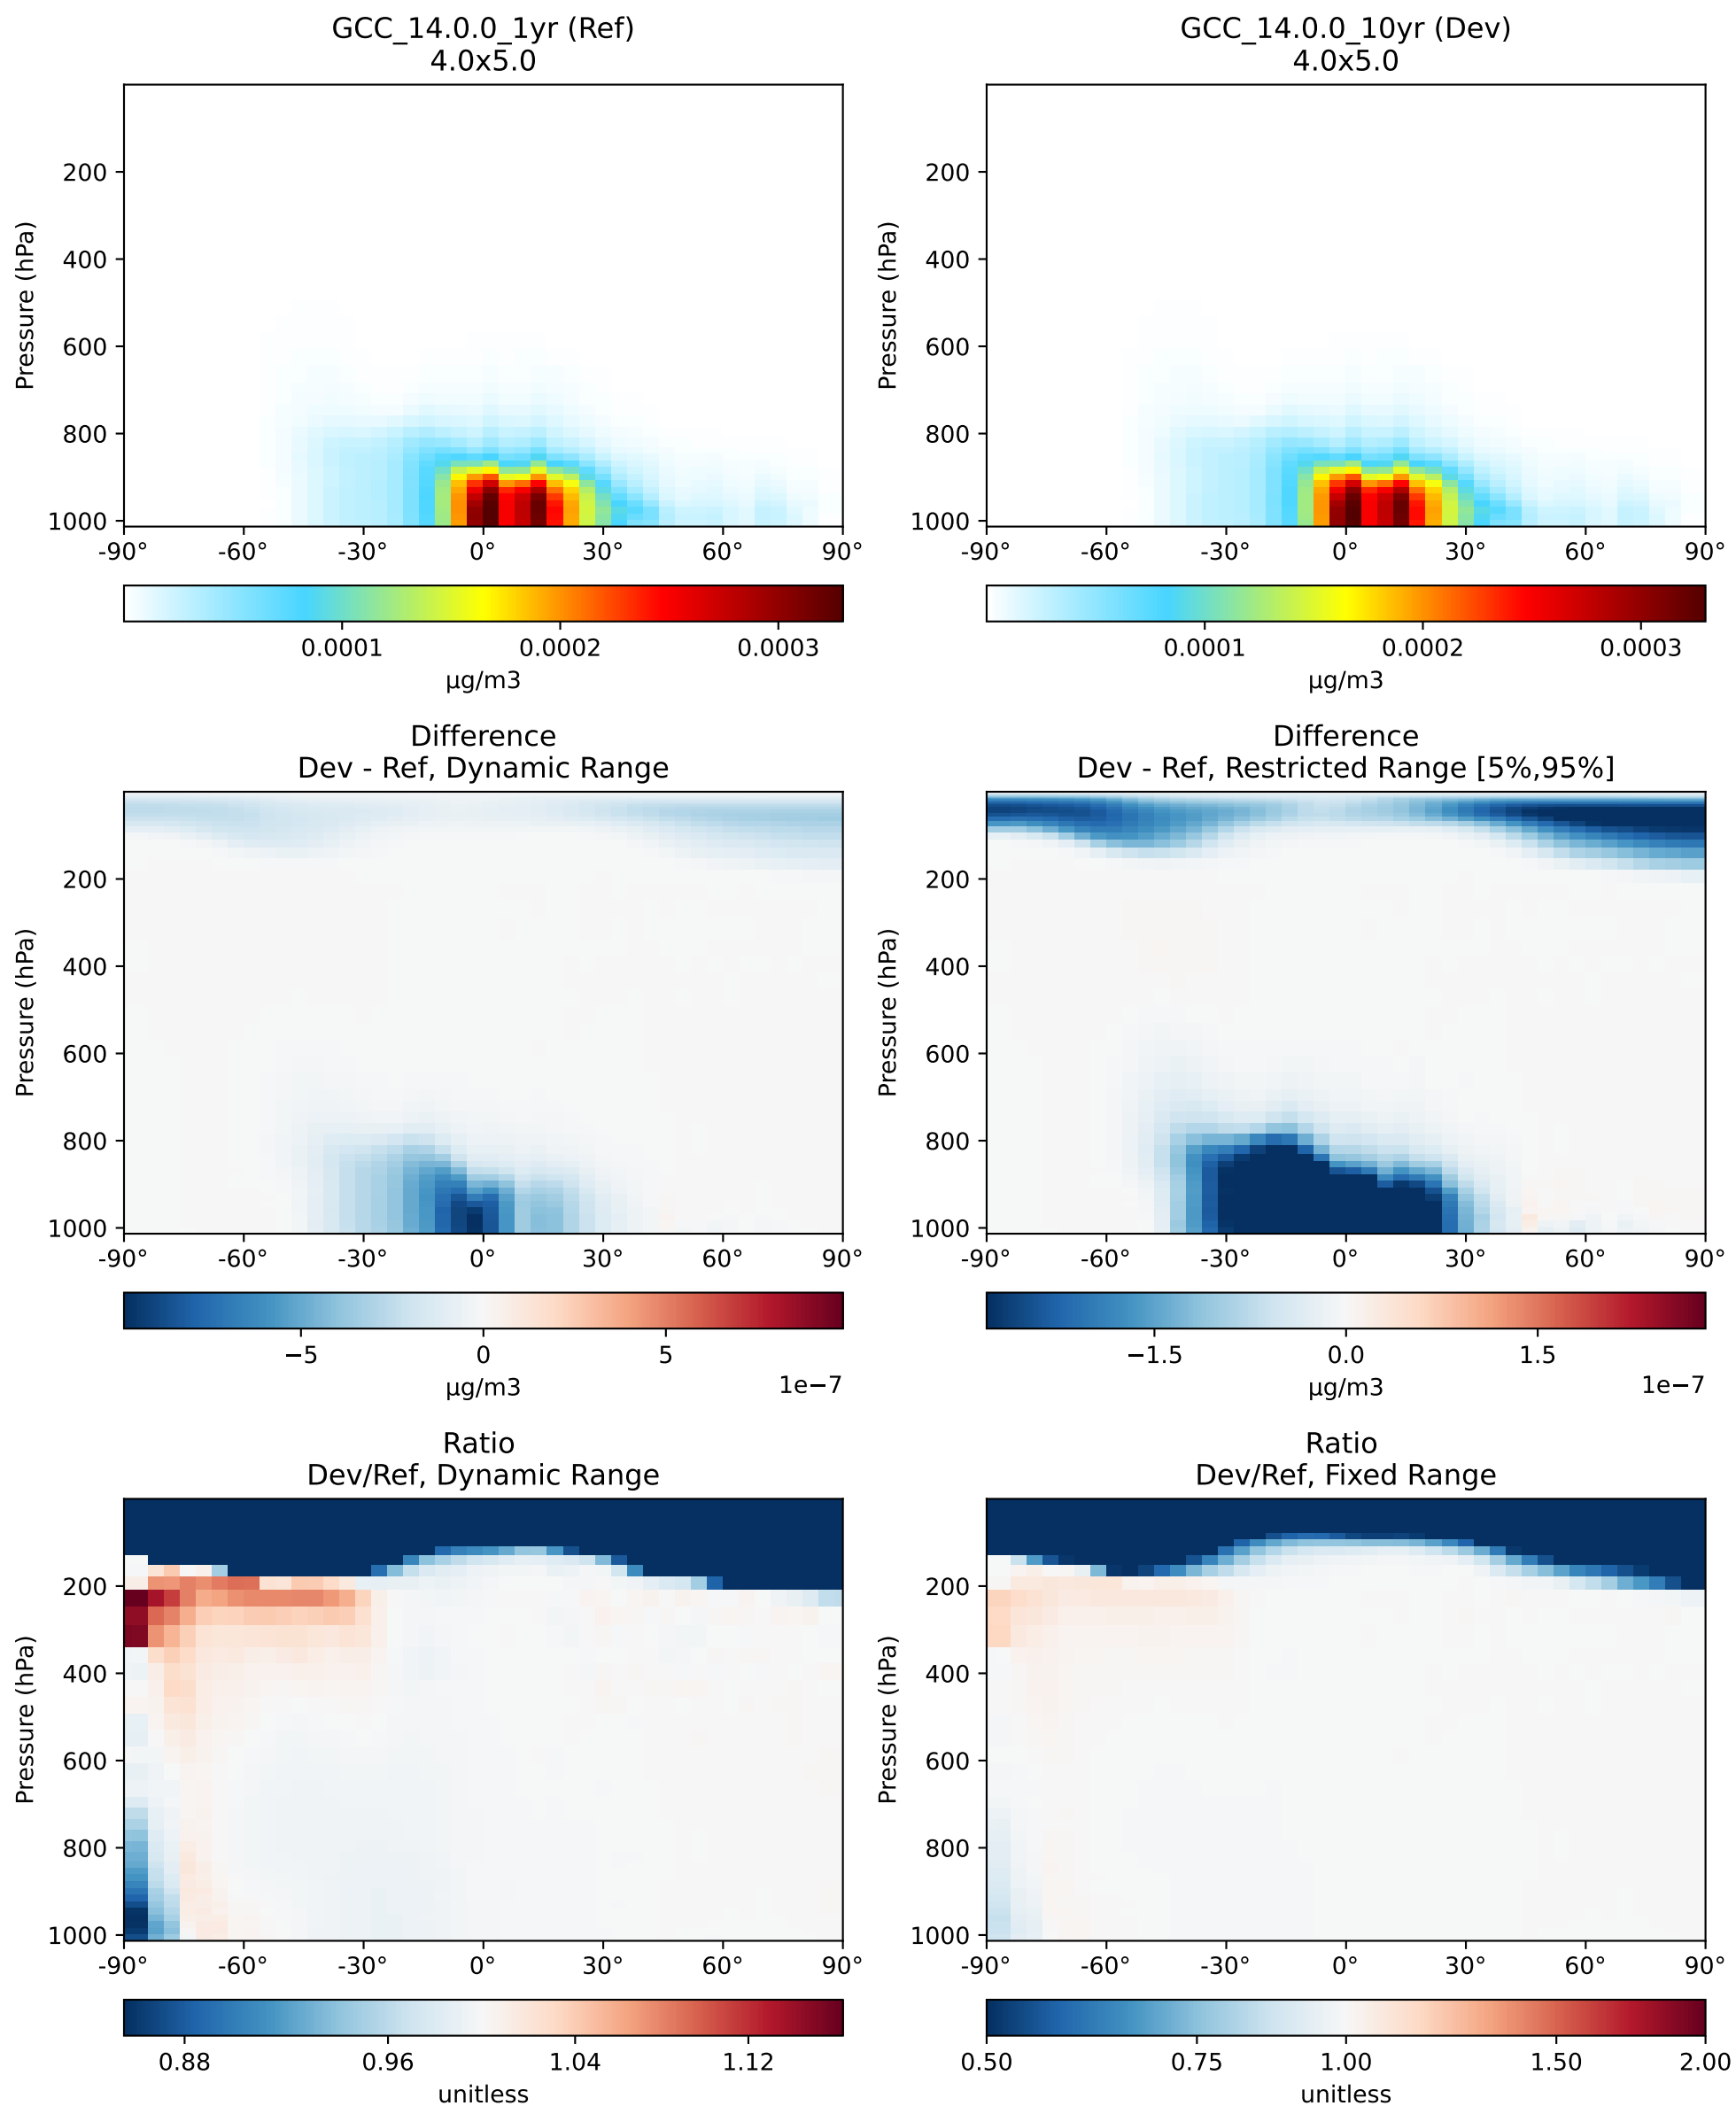 GCC_14.0.0_1yr (Ref)
4.0x5.0
GCC_14.0.0_10yr (Dev)
4.0x5.0
Pressure (hPa)
200
400
600
800
1000
-90° -60° -30° 0° 30° 60° 90°
0.0001 0.0002 0.0003
µg/m3
Pressure (hPa)
200
400
600
800
1000
-90° -60° -30° 0° 30° 60° 90°
0.0001 0.0002 0.0003
µg/m3
Difference
Dev - Ref, Dynamic Range
Pressure (hPa)
200
400
600
800
1000
-90° -60° -30° 0° 30° 60° 90°
−5 0 5
µg/m3
1e−7
Difference
Dev - Ref, Restricted Range [5%,95%]
Pressure (hPa)
200
400
600
800
1000
-90° -60° -30° 0° 30° 60° 90°
−1.5 0.0 1.5
µg/m3
1e−7
Ratio
Dev/Ref, Dynamic Range
Pressure (hPa)
200
400
600
800
1000
-90° -60° -30° 0° 30° 60° 90°
0.88 0.96 1.04 1.12
unitless
Ratio
Dev/Ref, Fixed Range
Pressure (hPa)
200
400
600
800
1000
-90° -60° -30° 0° 30° 60° 90°
0.50 0.75 1.00 1.50 2.00
unitless